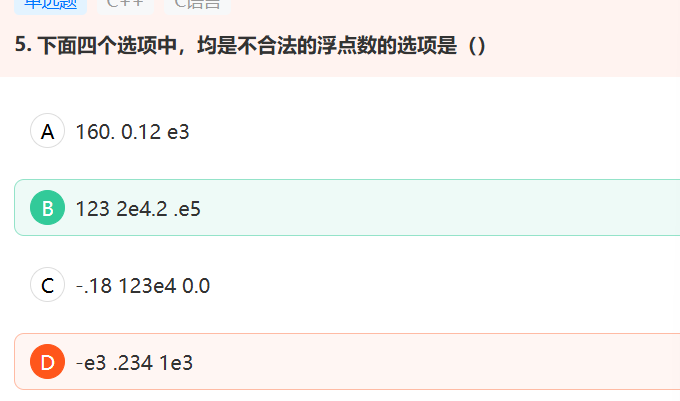 单选题 C++ C语言
5. 下面四个选项中，均是不合法的浮点数的选项是（）
A 160. 0.12 e3
B 123 2e4.2 .e5
C -.18 123e4 0.0
D -e3 .234 1e3